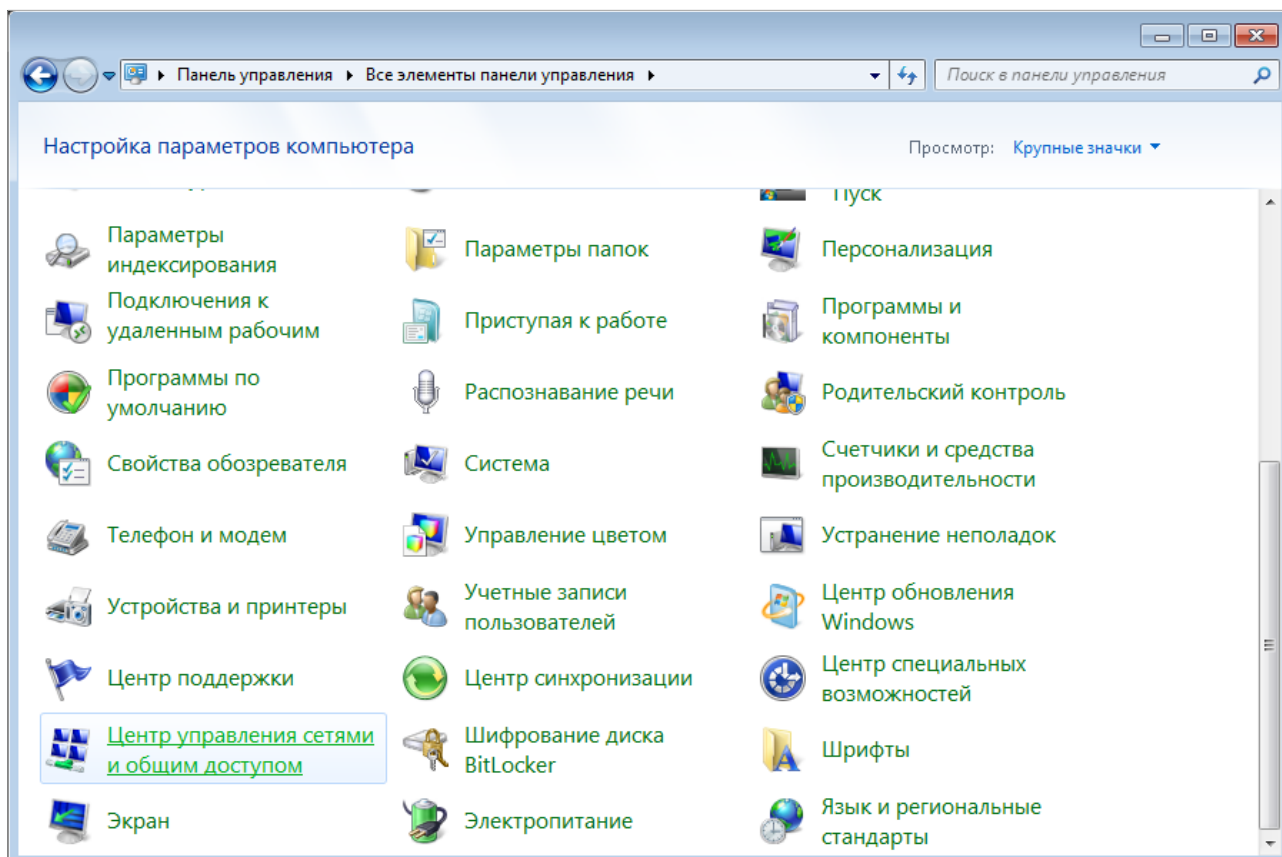 Панель управления ▸ Все элементы панели управления ▸
Поиск в панели управления
Настройка параметров компьютера
Просмотр: Крупные значки
Пуск
Параметры
индексирования
Параметры папок
Персонализация
Подключения к
удаленным рабочим
Приступая к работе
Программы и
компоненты
Программы по
умолчанию
Распознавание речи
Родительский контроль
Свойства обозревателя
Система
Счетчики и средства
производительности
Телефон и модем
Управление цветом
Устранение неполадок
Устройства и принтеры
Учетные записи
пользователей
Центр обновления
Windows
Центр поддержки
Центр синхронизации
Центр специальных
возможностей
Центр управления сетями
и общим доступом
Шифрование диска
BitLocker
Шрифты
Экран
Электропитание
Язык и региональные
стандарты